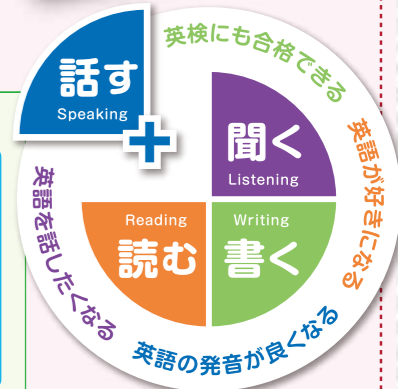 話す
Speaking
+
聞く
Listening
Reading
読む
Writing
書く
英検にも合格できる
英語が好きになる
英語の発音が良くなる
英語を話したくなる